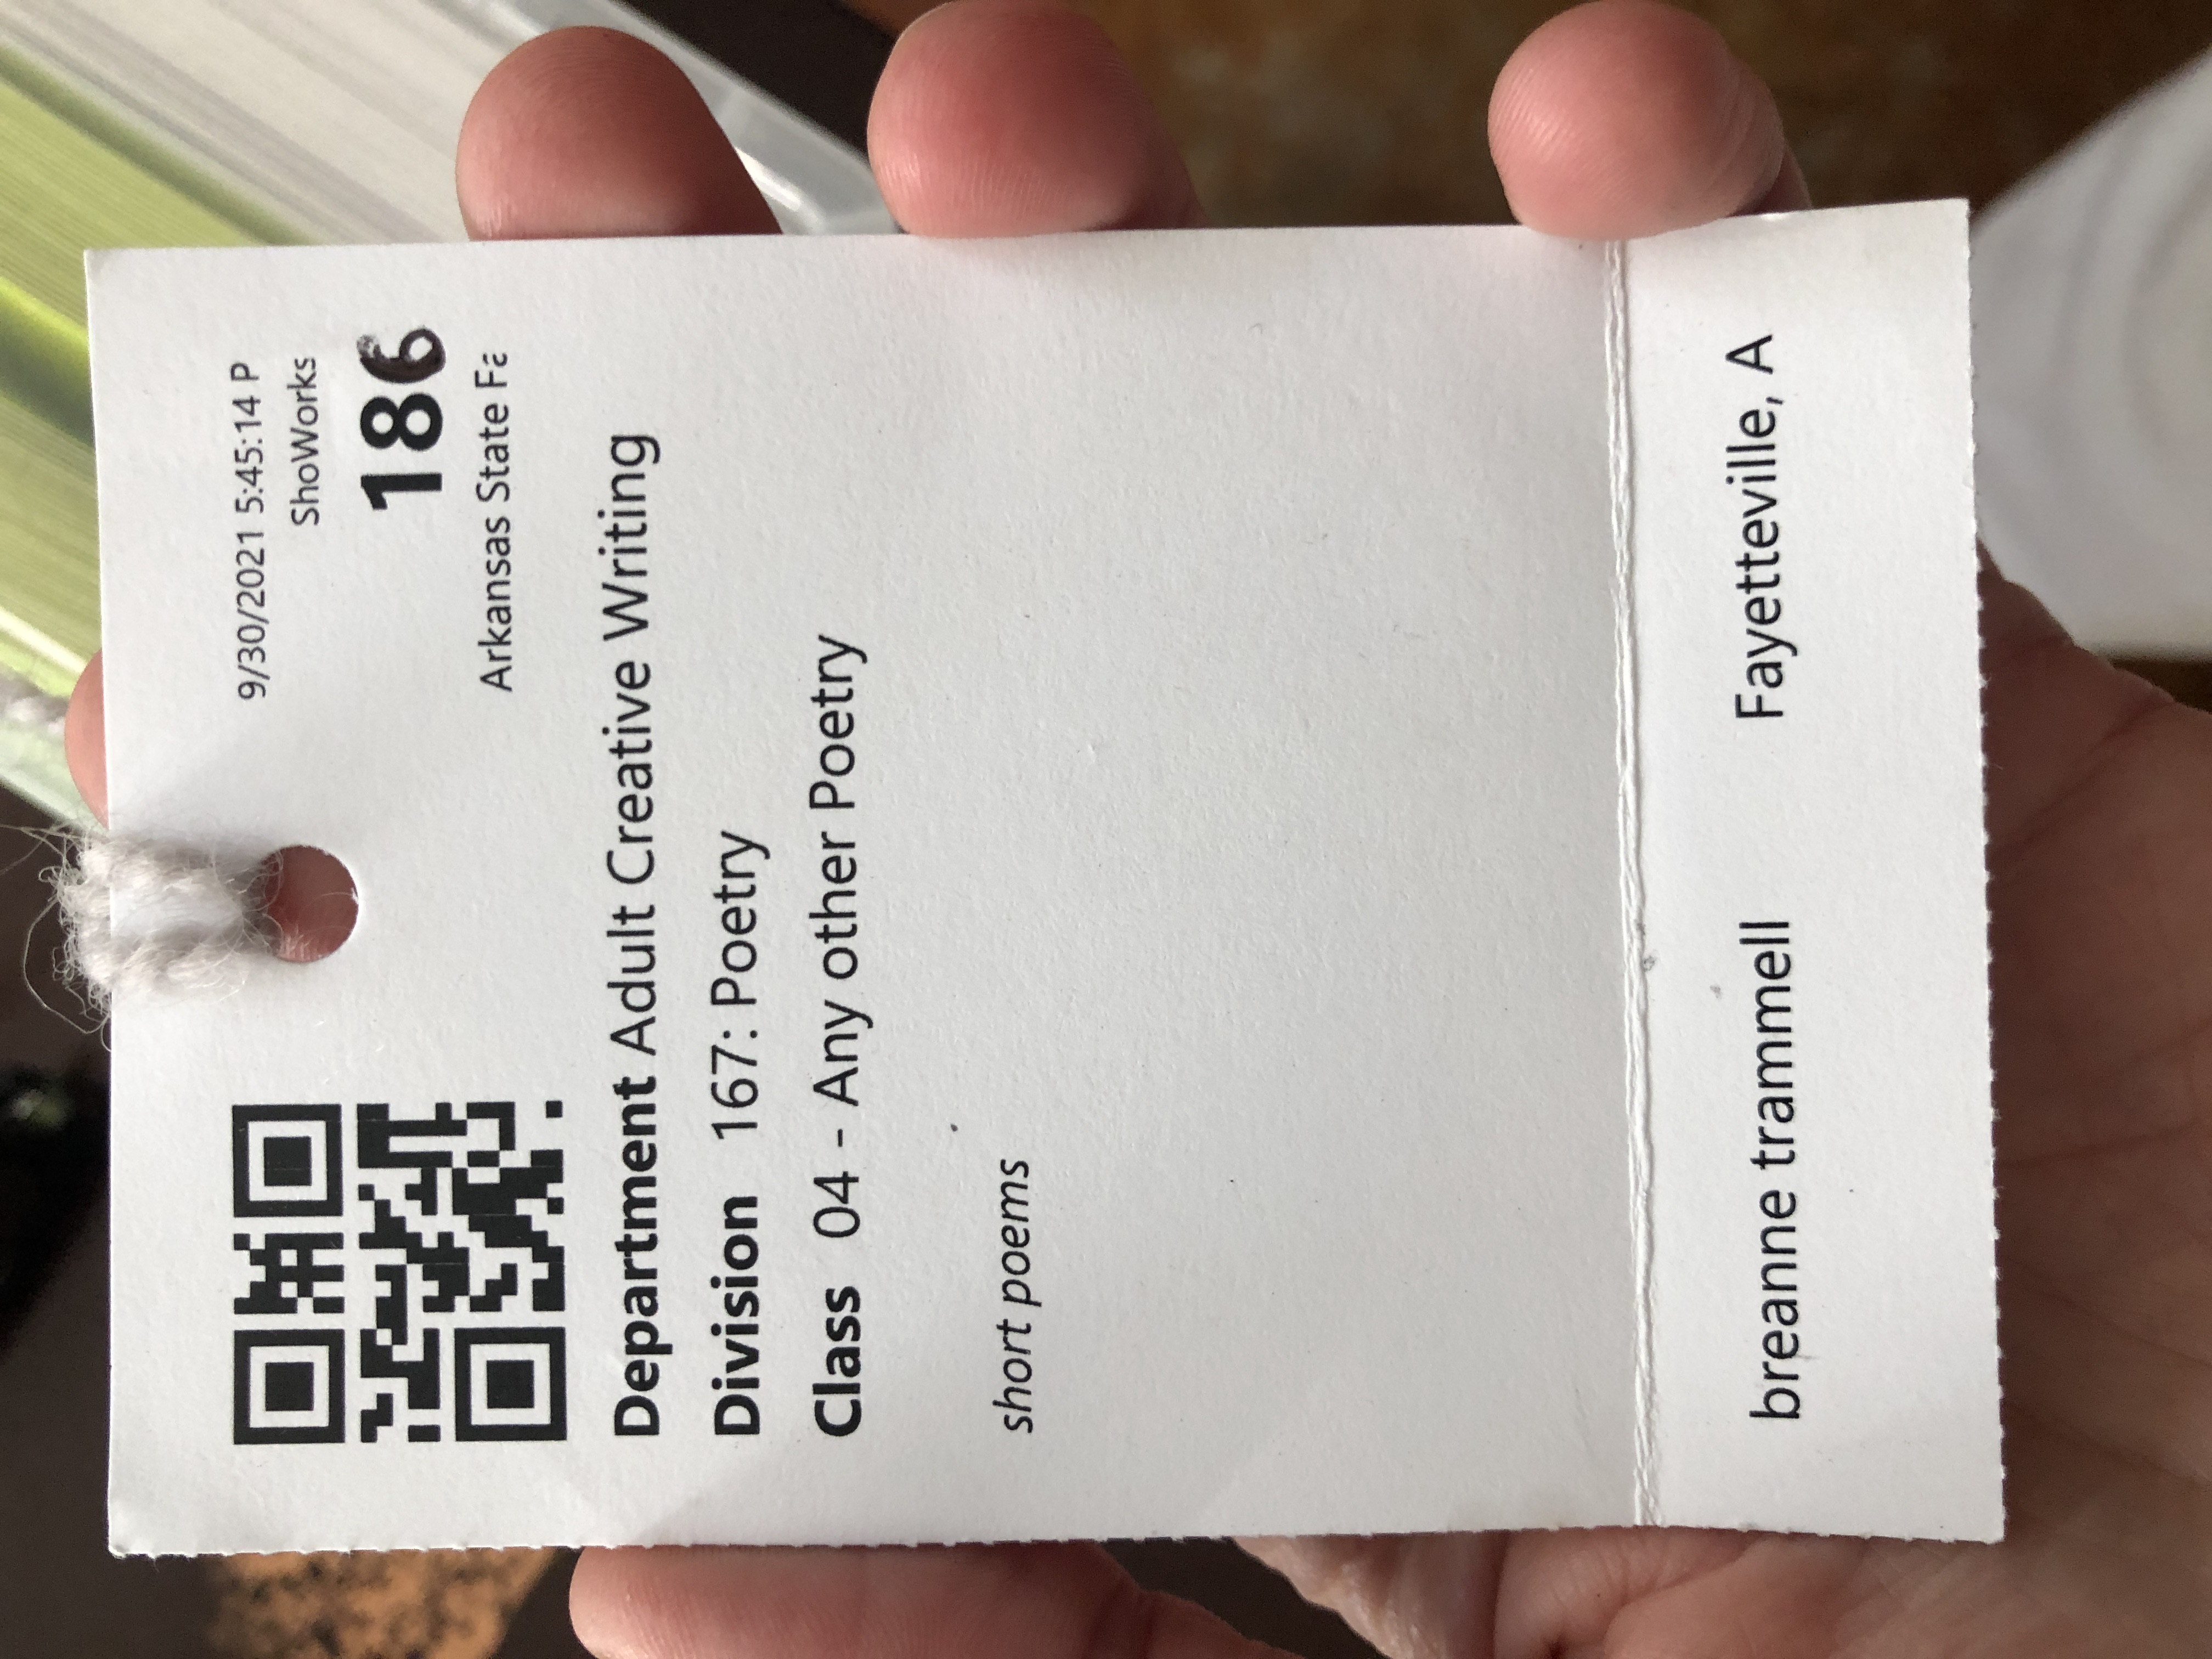 9/30/2021 5:45:14 P
ShoWorks
186
Arkansas State Fa
Department Adult Creative Writing
Division 167: Poetry
Class 04 - Any other Poetry
short poems
breanne trammell Fayetteville, A